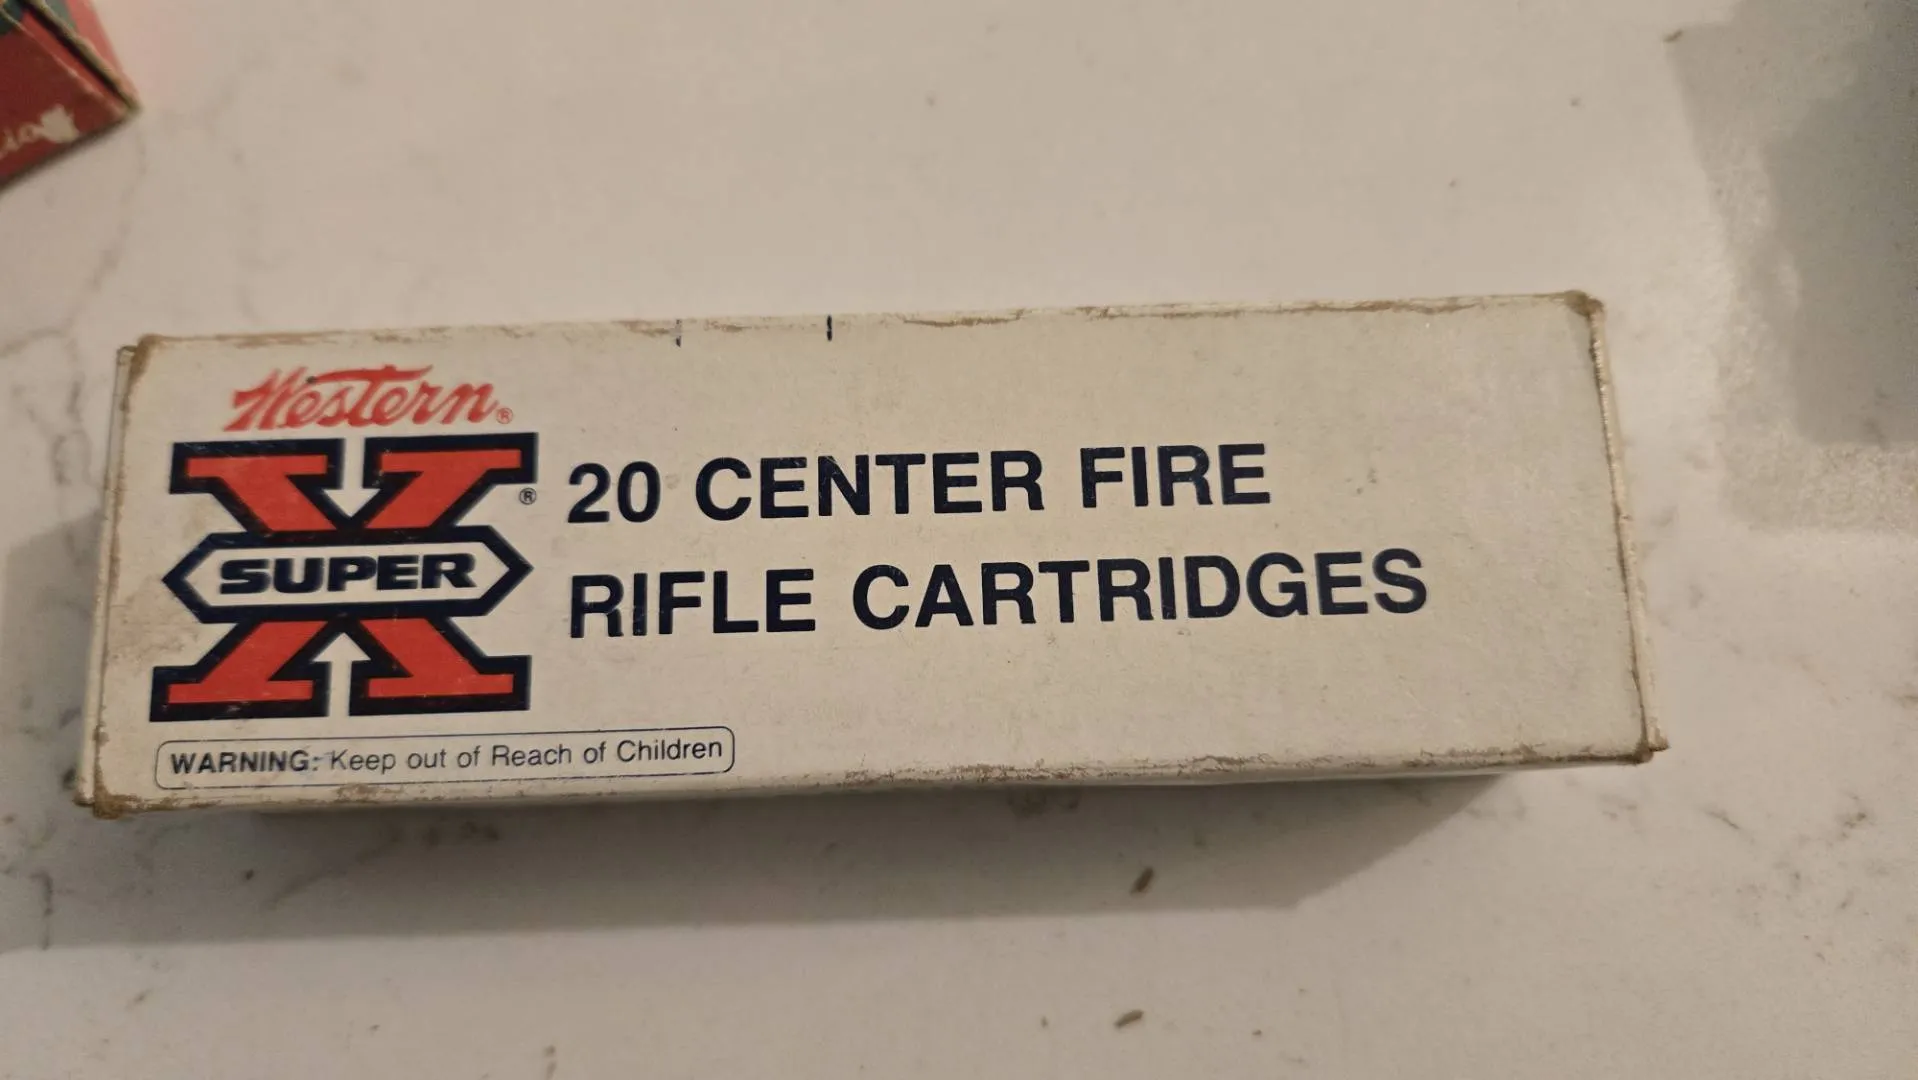 Western®
X®
SUPER
20 CENTER FIRE
RIFLE CARTRIDGES
WARNING: Keep out of Reach of Children